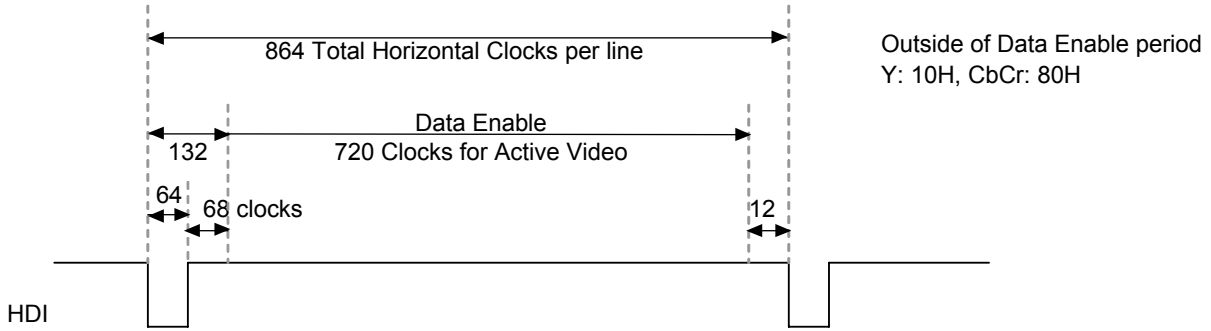 864 Total Horizontal Clocks per line
Outside of Data Enable period
Y: 10H, CbCr: 80H
Data Enable
132
720 Clocks for Active Video
64
68 clocks
12
HDI